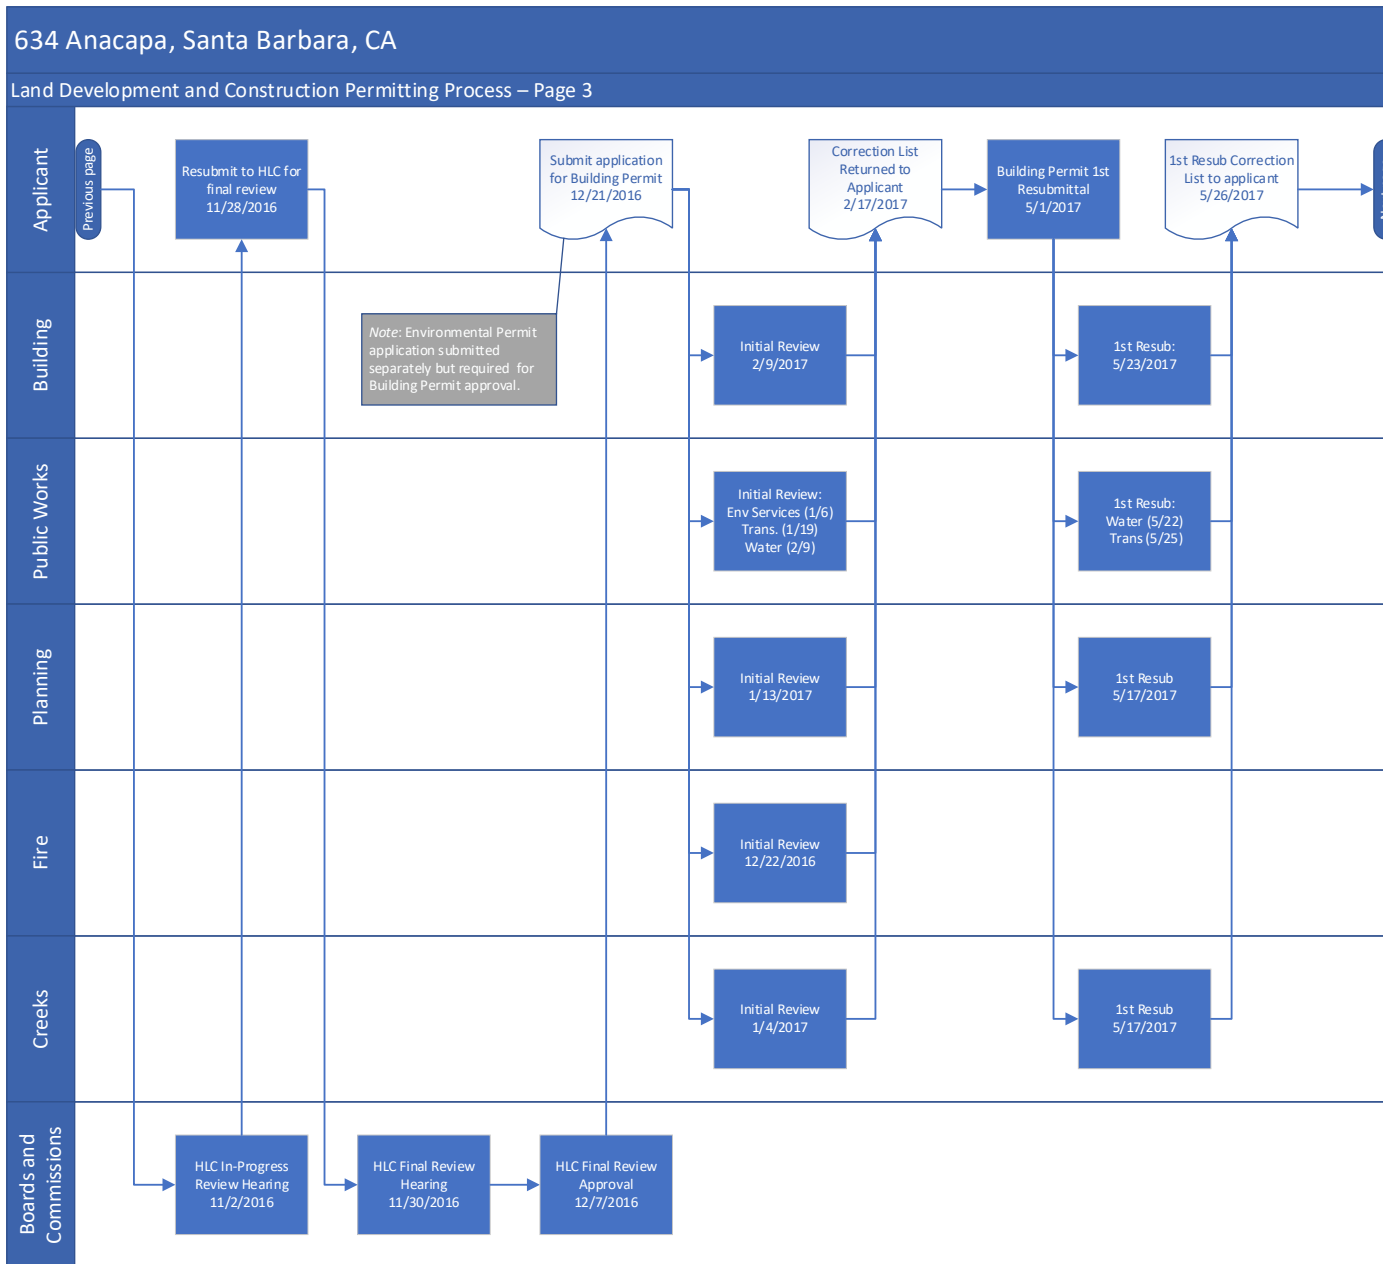 634 Anacapa, Santa Barbara, CA
Land Development and Construction Permitting Process – Page 3
Applicant
Previous page
Resubmit to HLC for
final review
11/28/2016
Submit application
for Building Permit
12/21/2016
Correction List
Returned to
Applicant
2/17/2017
Building Permit 1st
Resubmittal
5/1/2017
1st Resub Correction
List to applicant
5/26/2017
Building
Note: Environmental Permit
application submitted
separately but required for
Building Permit approval.
Initial Review
2/9/2017
1st Resub:
5/23/2017
Public Works
Initial Review:
Env Services (1/6)
Trans. (1/19)
Water (2/9)
1st Resub:
Water (5/22)
Trans (5/25)
Planning
Initial Review
1/13/2017
1st Resub
5/17/2017
Fire
Initial Review
12/22/2016
Creeks
Initial Review
1/4/2017
1st Resub
5/17/2017
Boards and
Commissions
HLC In-Progress
Review Hearing
11/2/2016
HLC Final Review
Hearing
11/30/2016
HLC Final Review
Approval
12/7/2016